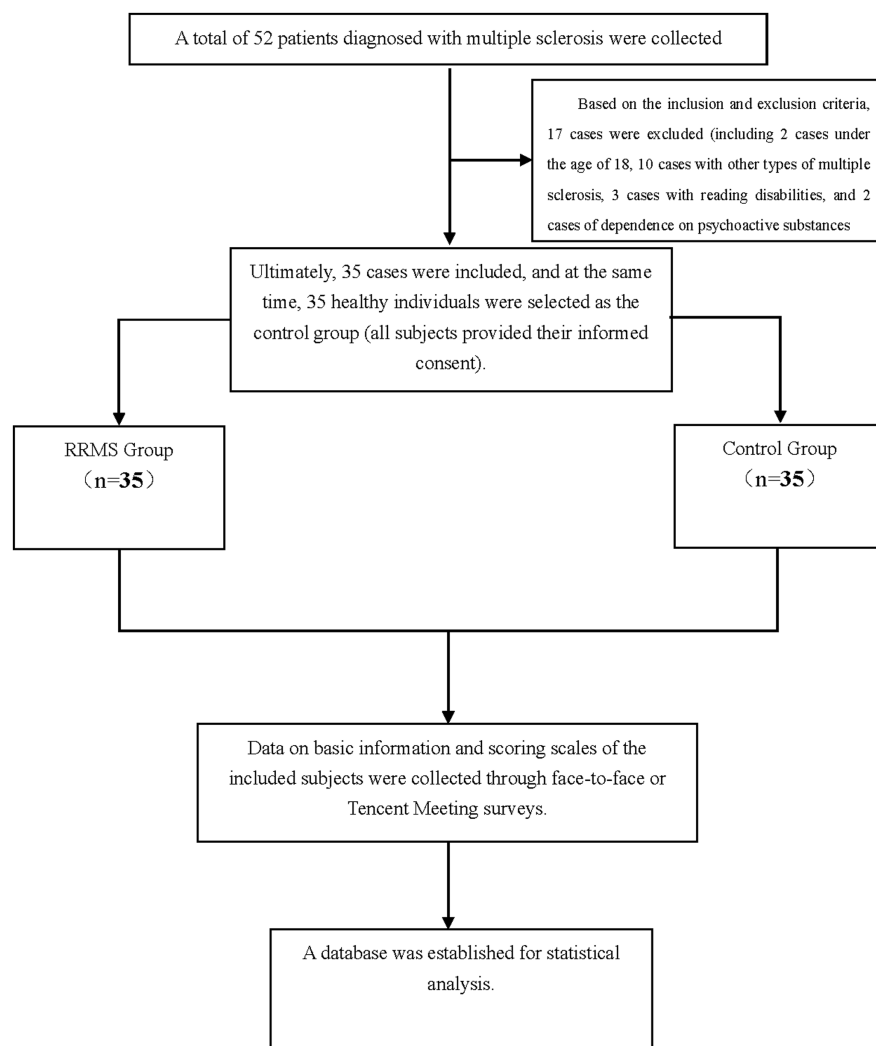 A total of 52 patients diagnosed with multiple sclerosis were collected
Based on the inclusion and exclusion criteria,
17 cases were excluded (including 2 cases under
the age of 18, 10 cases with other types of multiple
sclerosis, 3 cases with reading disabilities, and 2
cases of dependence on psychoactive substances
Ultimately, 35 cases were included, and at the same
time, 35 healthy individuals were selected as the
control group (all subjects provided their informed
consent).
RRMS Group
（n=35）
Control Group
（n=35）
Data on basic information and scoring scales of the
included subjects were collected through face-to-face or
Tencent Meeting surveys.
A database was established for statistical
analysis.